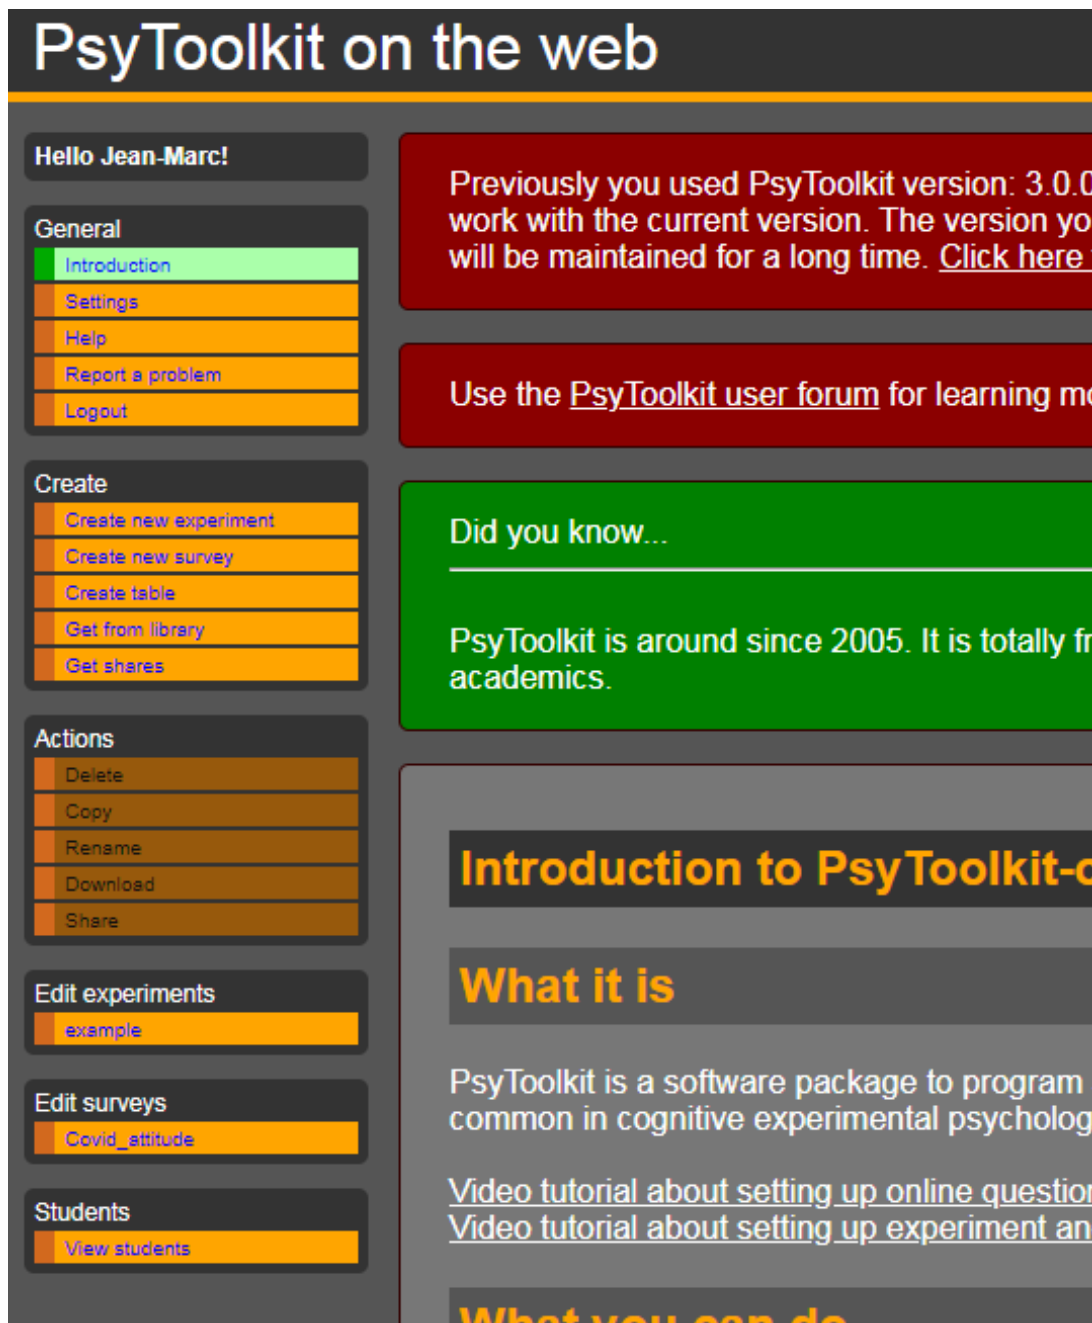 PsyToolkit on the web
Hello Jean-Marc!
General
Introduction
Settings
Help
Report a problem
Logout
Create
Create new experiment
Create new survey
Create table
Get from library
Get shares
Actions
Delete
Copy
Rename
Download
Share
Edit experiments
example
Edit surveys
Covid_attitude
Students
View students
Previously you used PsyToolkit version: 3.0.0
work with the current version. The version yo
will be maintained for a long time. Click here
Use the PsyToolkit user forum for learning mo
Did you know...
PsyToolkit is around since 2005. It is totally fr
academics.
Introduction to PsyToolkit-o
What it is
PsyToolkit is a software package to program
common in cognitive experimental psycholog
Video tutorial about setting up online question
Video tutorial about setting up experiment an
What you can do